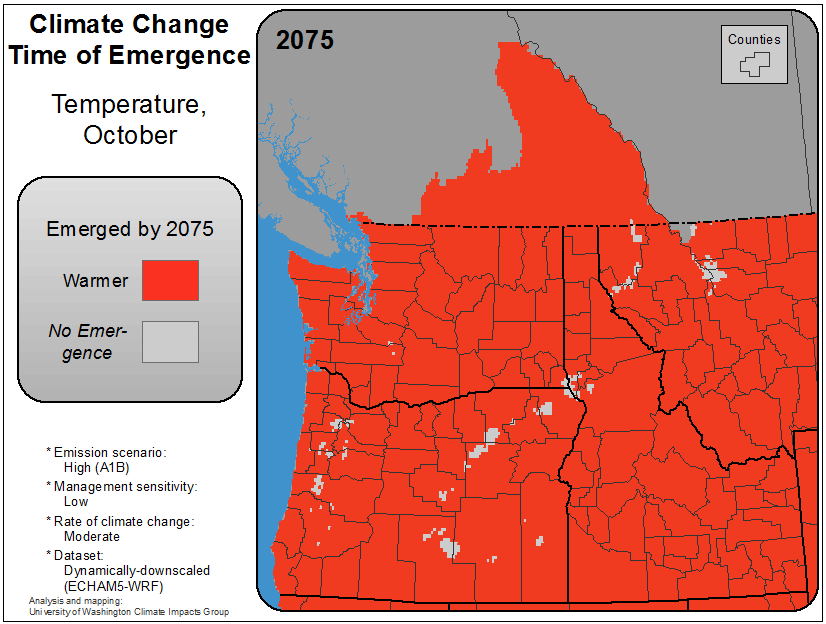 Climate Change
Time of Emergence
Temperature,
October
Emerged by 2075
Warmer
No Emer-
gence
* Emission scenario:
High (A1B)
* Management sensitivity:
Low
* Rate of climate change:
Moderate
* Dataset:
Dynamically-downscaled
(ECHAM5-WRF)
Analysis and mapping:
University of Washington Climate Impacts Group
2075
Counties